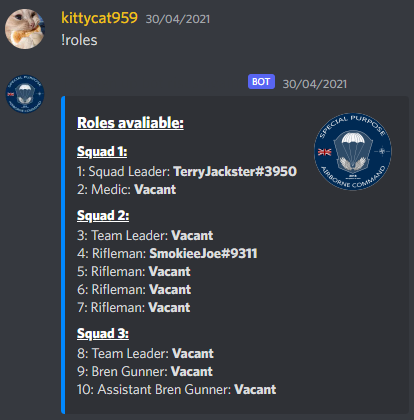 kittycat959 30/04/2021
!roles
BOT 30/04/2021
Roles avaliable:
SPECIAL PURPOSE
AIRBORNE COMMAND
Squad 1:
1: Squad Leader: TerryJackster#3950
2: Medic: Vacant
Squad 2:
3: Team Leader: Vacant
4: Rifleman: SmokieeJoe#9311
5: Rifleman: Vacant
6: Rifleman: Vacant
7: Rifleman: Vacant
Squad 3:
8: Team Leader: Vacant
9: Bren Gunner: Vacant
10: Assistant Bren Gunner: Vacant